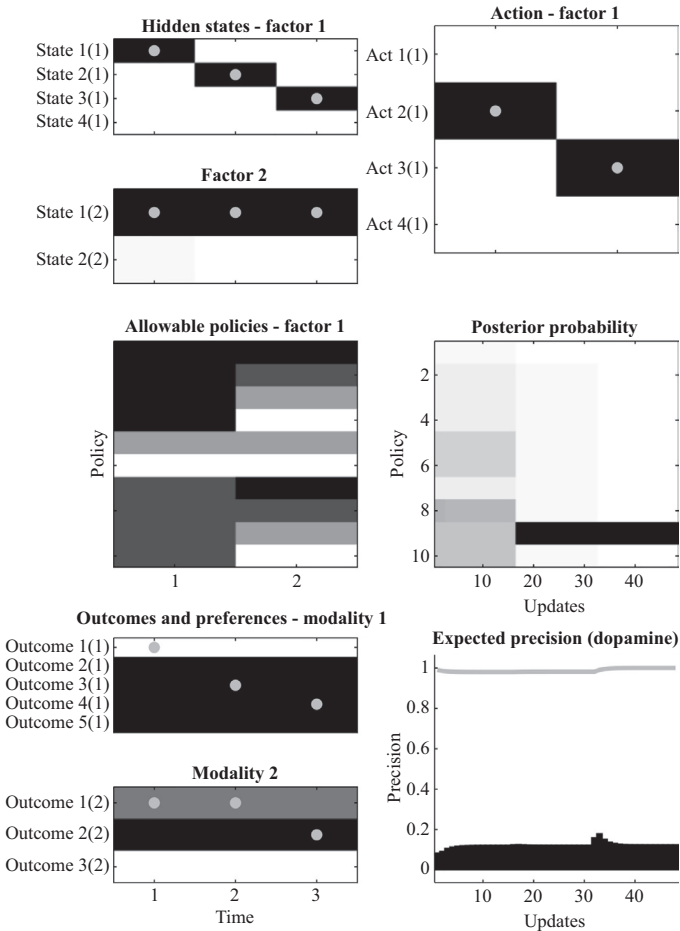 Hidden states - factor 1
State 1(1)
State 2(1)
State 3(1)
State 4(1)
Factor 2
State 1(2)
State 2(2)
Action - factor 1
Act 1(1)
Act 2(1)
Act 3(1)
Act 4(1)
Allowable policies - factor 1
Policy
1 2
Posterior probability
Policy
2
4
6
8
10
10 20 30 40
Updates
Outcomes and preferences - modality 1
Outcome 1(1)
Outcome 2(1)
Outcome 3(1)
Outcome 4(1)
Outcome 5(1)
Modality 2
Outcome 1(2)
Outcome 2(2)
Outcome 3(2)
1 2 3
Time
Expected precision (dopamine)
Precision
1
0.8
0.6
0.4
0.2
0
10 20 30 40
Updates